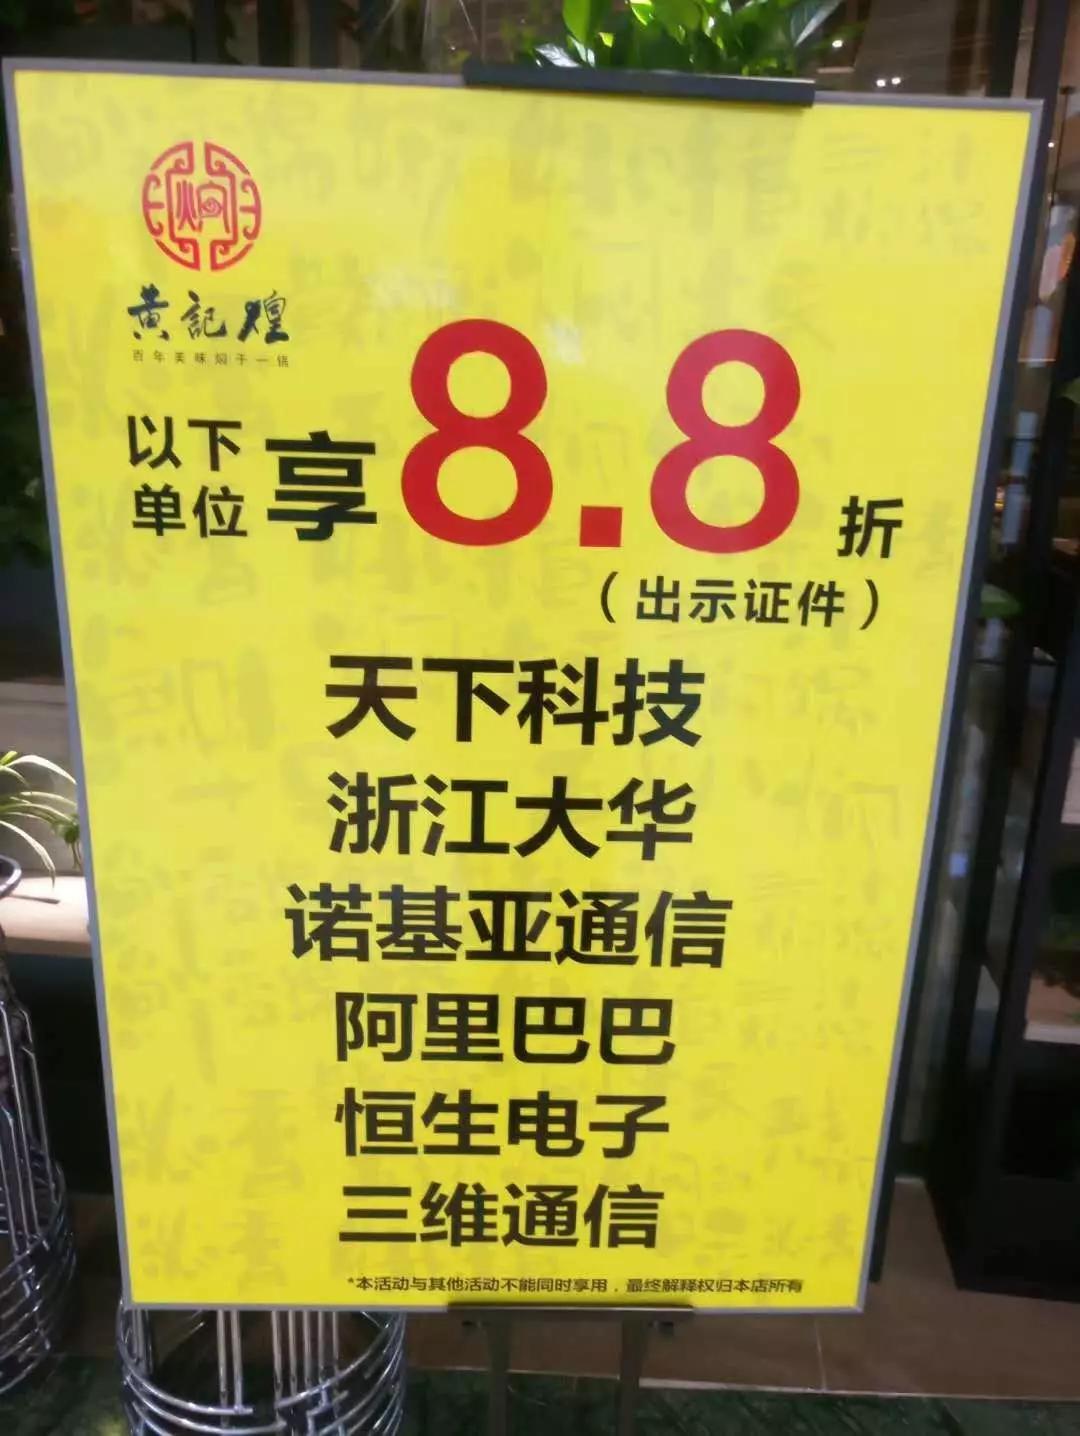 焖
黄記煌
百年美味焖于一锅
以下
单位
享8.8折
(出示证件)
天下科技
浙江大华
诺基亚通信
阿里巴巴
恒生电子
三维通信
*本活动与其他活动不能同时享用，最终解释权归本店所有